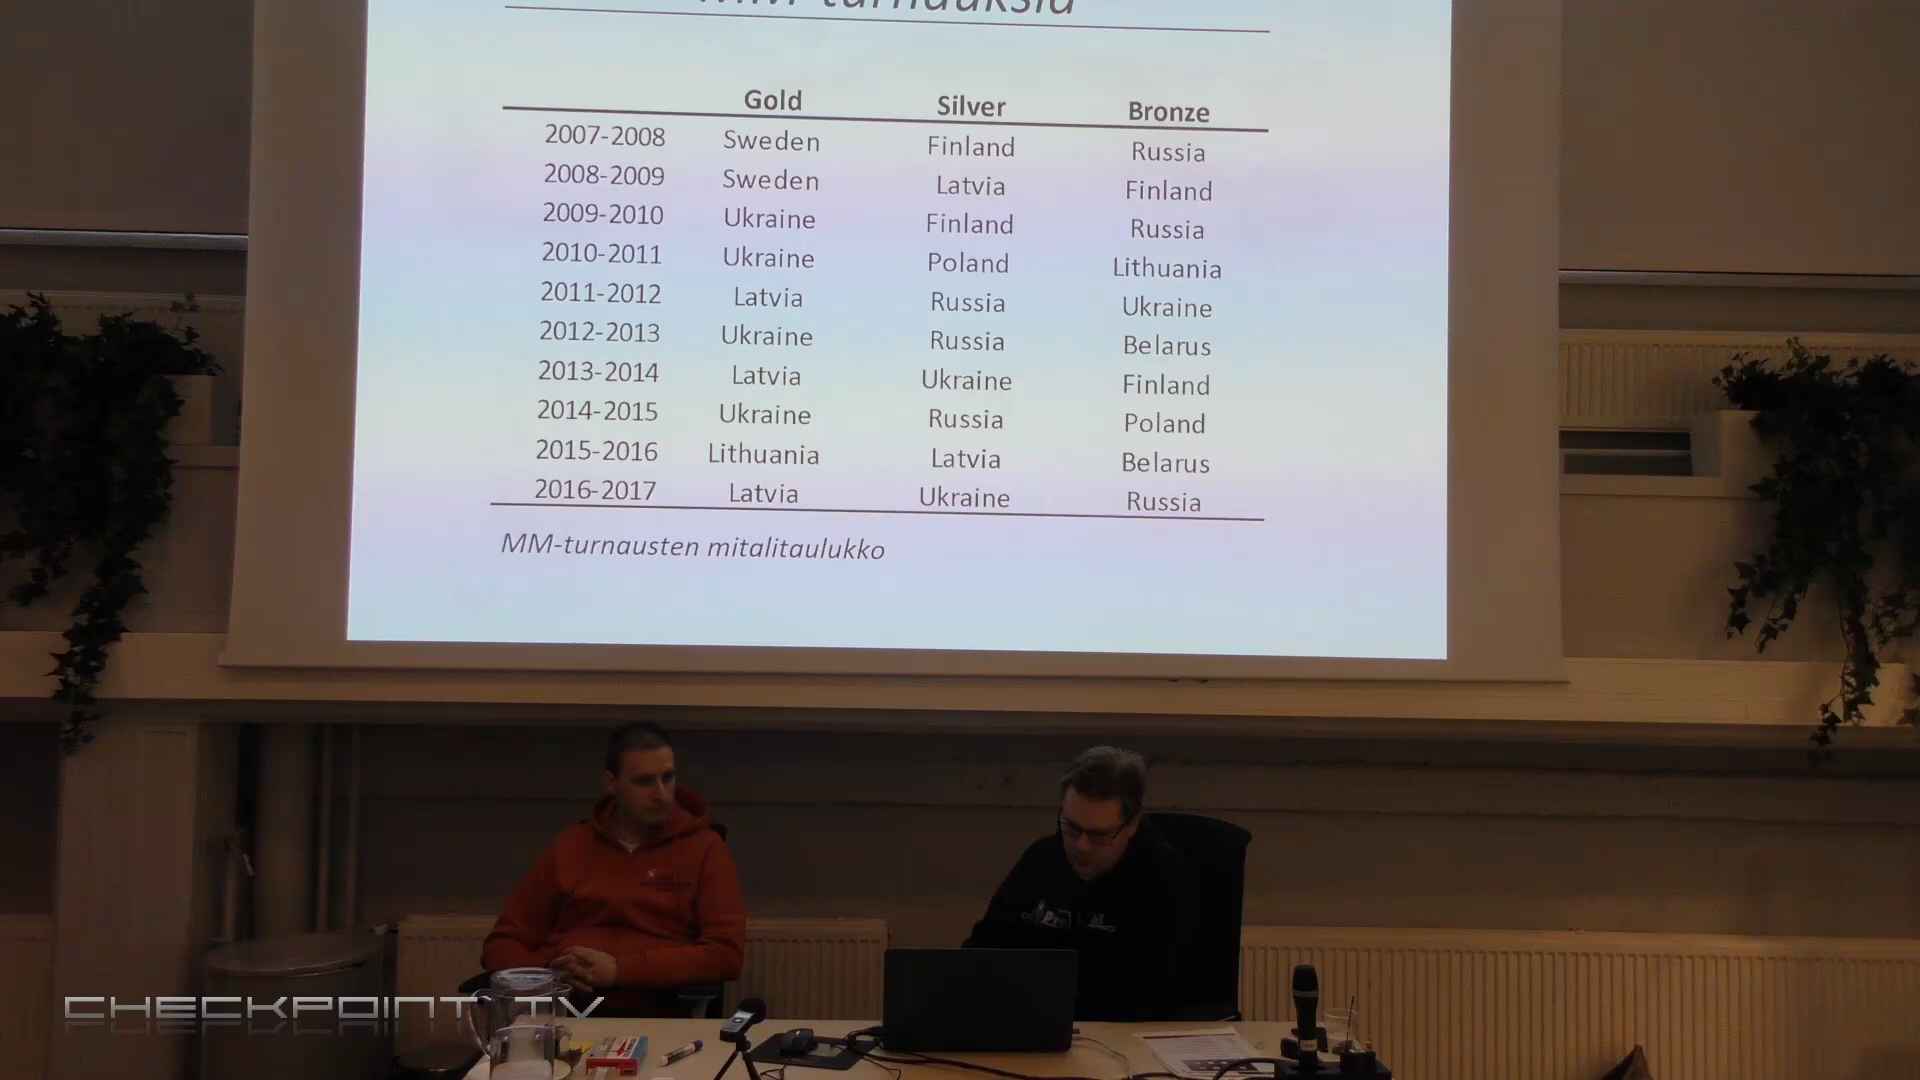 MM-turnauksia
Gold Silver Bronze
2007-2008 Sweden Finland Russia
2008-2009 Sweden Latvia Finland
2009-2010 Ukraine Finland Russia
2010-2011 Ukraine Poland Lithuania
2011-2012 Latvia Russia Ukraine
2012-2013 Ukraine Russia Belarus
2013-2014 Latvia Ukraine Finland
2014-2015 Ukraine Russia Poland
2015-2016 Lithuania Latvia Belarus
2016-2017 Latvia Ukraine Russia
MM-turnausten mitalitaulukko
CHECKPOINT TV